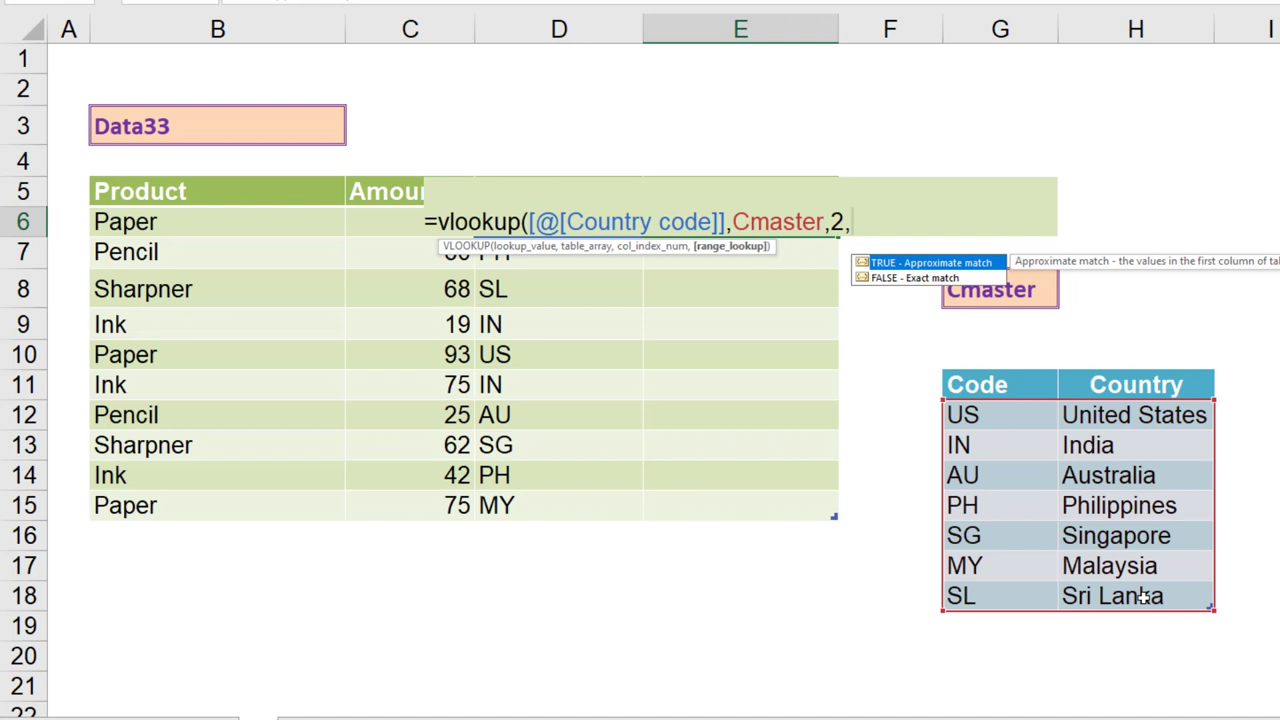 A B C D E F G H I
1
2
3 Data33
4
5 Product Amour
6 Paper =vlookup([@[Country code]],Cmaster,2,
VLOOKUP(lookup_value, table_array, col_index_num, [range_lookup])
7 Pencil
TRUE - Approximate match Approximate match - the values in the first column of ta
FALSE - Exact match
8 Sharpner 68 SL Cmaster
9 Ink 19 IN
10 Paper 93 US
11 Ink 75 IN Code Country
12 Pencil 25 AU US United States
13 Sharpner 62 SG IN India
14 Ink 42 PH AU Australia
15 Paper 75 MY PH Philippines
16 SG Singapore
17 MY Malaysia
18 SL Sri Lanka
19
20
21
22